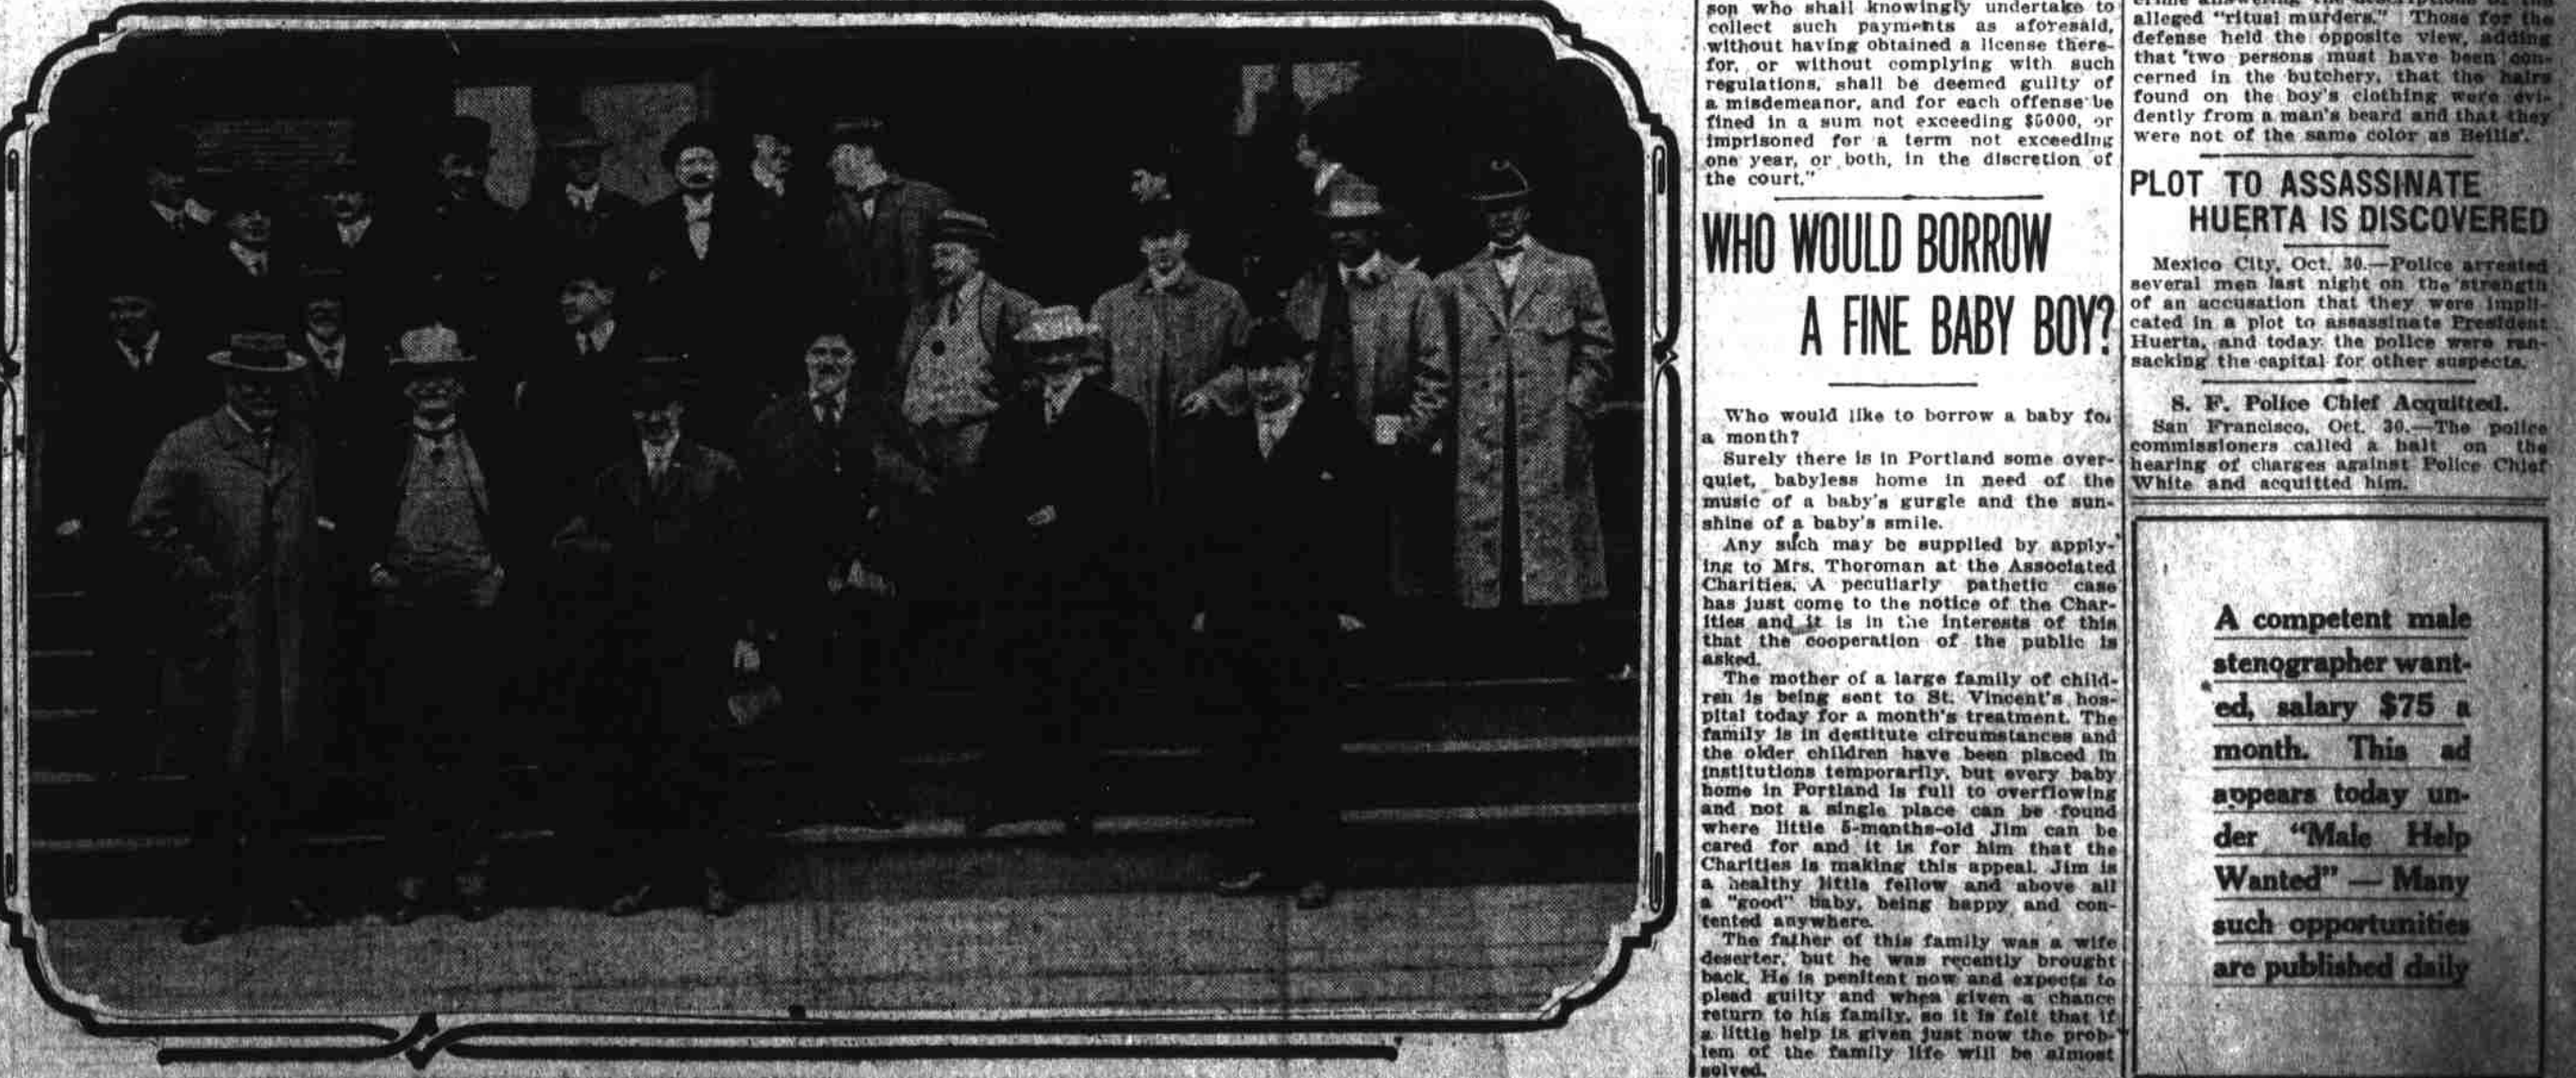 son who shall knowingly undertake to
collect such payments as aforesaid,
without having obtained a license there-
for, or without complying with such
regulations, shall be deemed guilty of
a misdemeanor, and for each offense be
fined in a sum not exceeding $5000, or
imprisoned for a term not exceeding
one year, or both, in the discretion of
the court."
WHO WOULD BORROW
A FINE BABY BOY?
Who would like to borrow a baby for
a month?
Surely there is in Portland some over-
quiet, babyless home in need of the
music of a baby's gurgle and the sun-
shine of a baby's smile.
Any such may be supplied by apply-
ing to Mrs. Thoroman at the Associated
Charities. A peculiarly pathetic case
has just come to the notice of the Char-
ities and it is in the interests of this
that the cooperation of the public is
asked.
The mother of a large family of child-
ren is being sent to St. Vincent's hos-
pital today for a month's treatment. The
family is in destitute circumstances and
the older children have been placed in
institutions temporarily, but every baby
home in Portland is full to overflowing
and not a single place can be found
where little 5-months-old Jim can be
cared for and it is for him that the
Charities is making this appeal. Jim is
a healthy little fellow and above all
a "good" baby, being happy and con-
tented anywhere.
The father of this family was a wife
deserter, but he was recently brought
back. He is penitent now and expects to
plead guilty and when given a chance
return to his family, so it is felt that if
a little help is given just now the prob-
lem of the family life will be almost
solved.
alleged "ritual murders." Those for the
defense held the opposite view, adding
that two persons must have been con-
cerned in the butchery, that the hairs
found on the boy's clothing were evi-
dently from a man's beard and that they
were not of the same color as Beilis'.
PLOT TO ASSASSINATE
HUERTA IS DISCOVERED
Mexico City, Oct. 30.—Police arrested
several men last night on the strength
of an accusation that they were impli-
cated in a plot to assassinate President
Huerta, and today the police were ran-
sacking the capital for other suspects.
S. F. Police Chief Acquitted.
San Francisco, Oct. 30.—The police
commissioners called a halt on the
hearing of charges against Police Chief
White and acquitted him.
A competent male
stenographer want-
ed, salary $75 a
month. This ad
appears today un-
der "Male Help
Wanted" — Many
such opportunities
are published daily